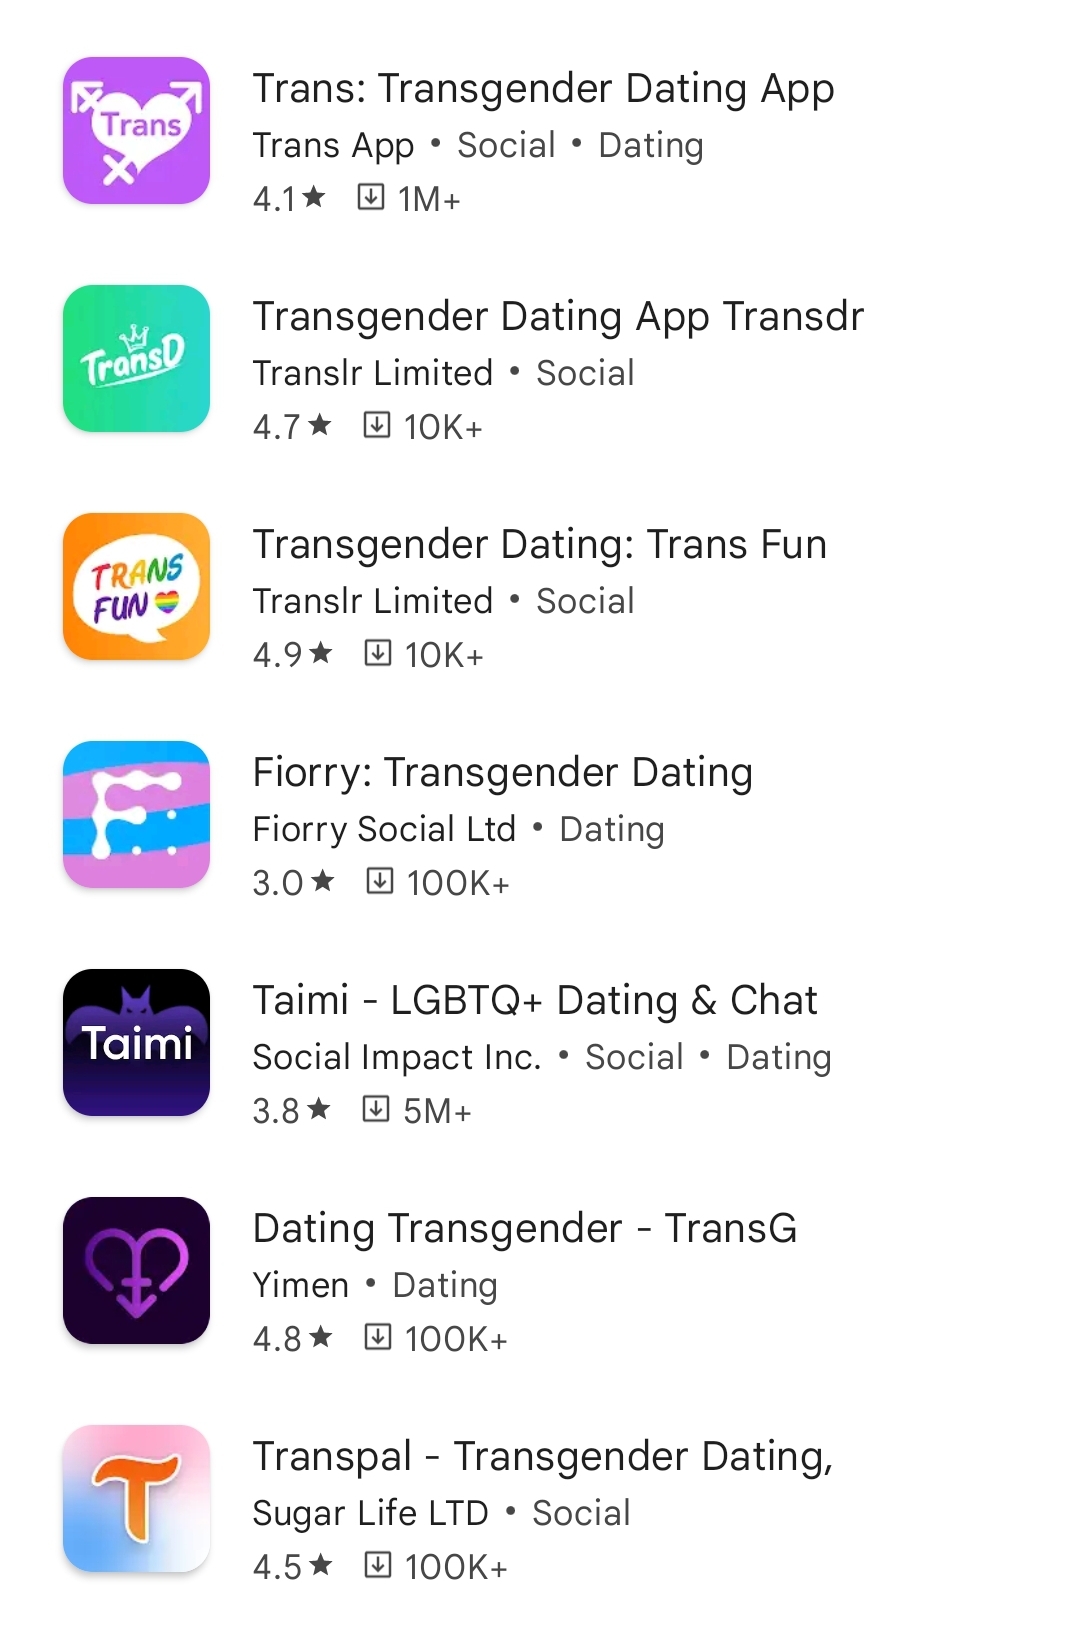 Trans
Trans: Transgender Dating App
Trans App • Social • Dating
4.1★ 1M+
TransD
Transgender Dating App Transdr
Translr Limited • Social
4.7★ 10K+
TRANS
FUN
Transgender Dating: Trans Fun
Translr Limited • Social
4.9★ 10K+
F
Fiorry: Transgender Dating
Fiorry Social Ltd • Dating
3.0★ 100K+
Taimi
Taimi - LGBTQ+ Dating & Chat
Social Impact Inc. • Social • Dating
3.8★ 5M+
Dating Transgender - TransG
Yimen • Dating
4.8★ 100K+
T
Transpal - Transgender Dating,
Sugar Life LTD • Social
4.5★ 100K+